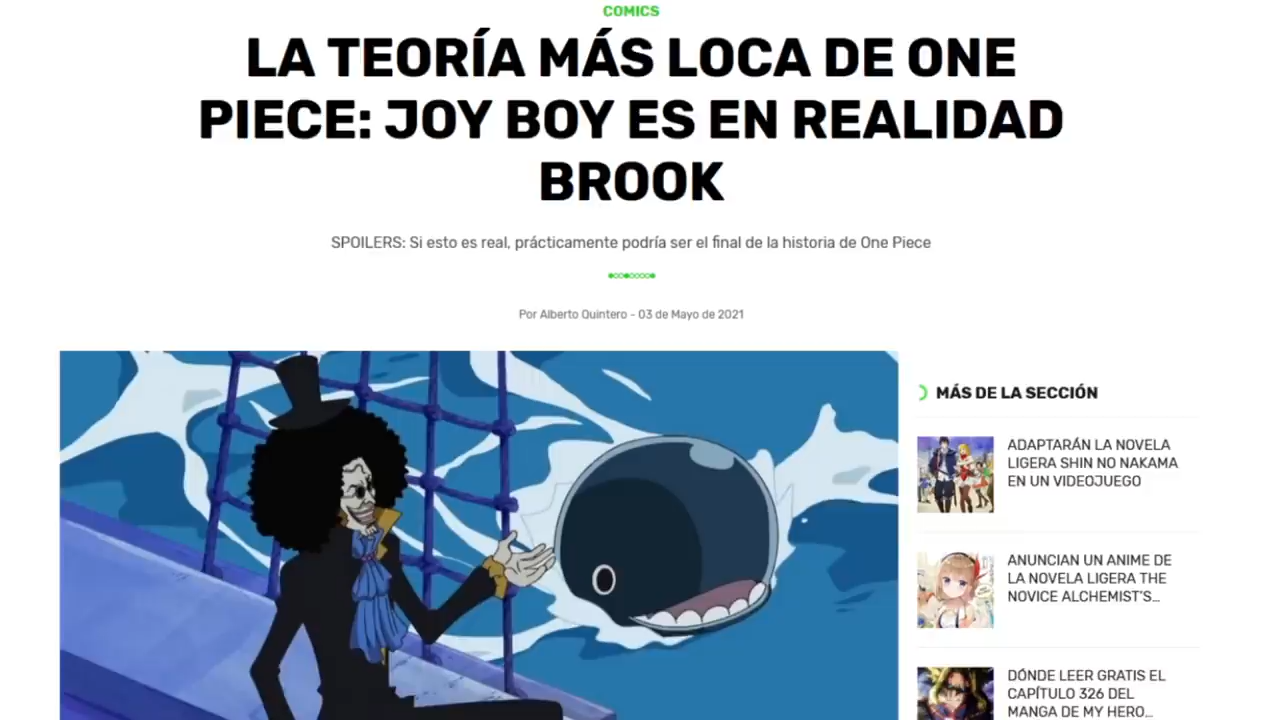 COMICS
LA TEORÍA MÁS LOCA DE ONE
PIECE: JOY BOY ES EN REALIDAD
BROOK
SPOILERS: Si esto es real, prácticamente podría ser el final de la historia de One Piece
Por Alberto Quintero - 03 de Mayo de 2021
MÁS DE LA SECCIÓN
ADAPTARÁN LA NOVELA
LIGERA SHIN NO NAKAMA
EN UN VIDEOJUEGO
ANUNCIAN UN ANIME DE
LA NOVELA LIGERA THE
NOVICE ALCHEMIST'S...
DÓNDE LEER GRATIS EL
CAPÍTULO 326 DEL
MANGA DE MY HERO...